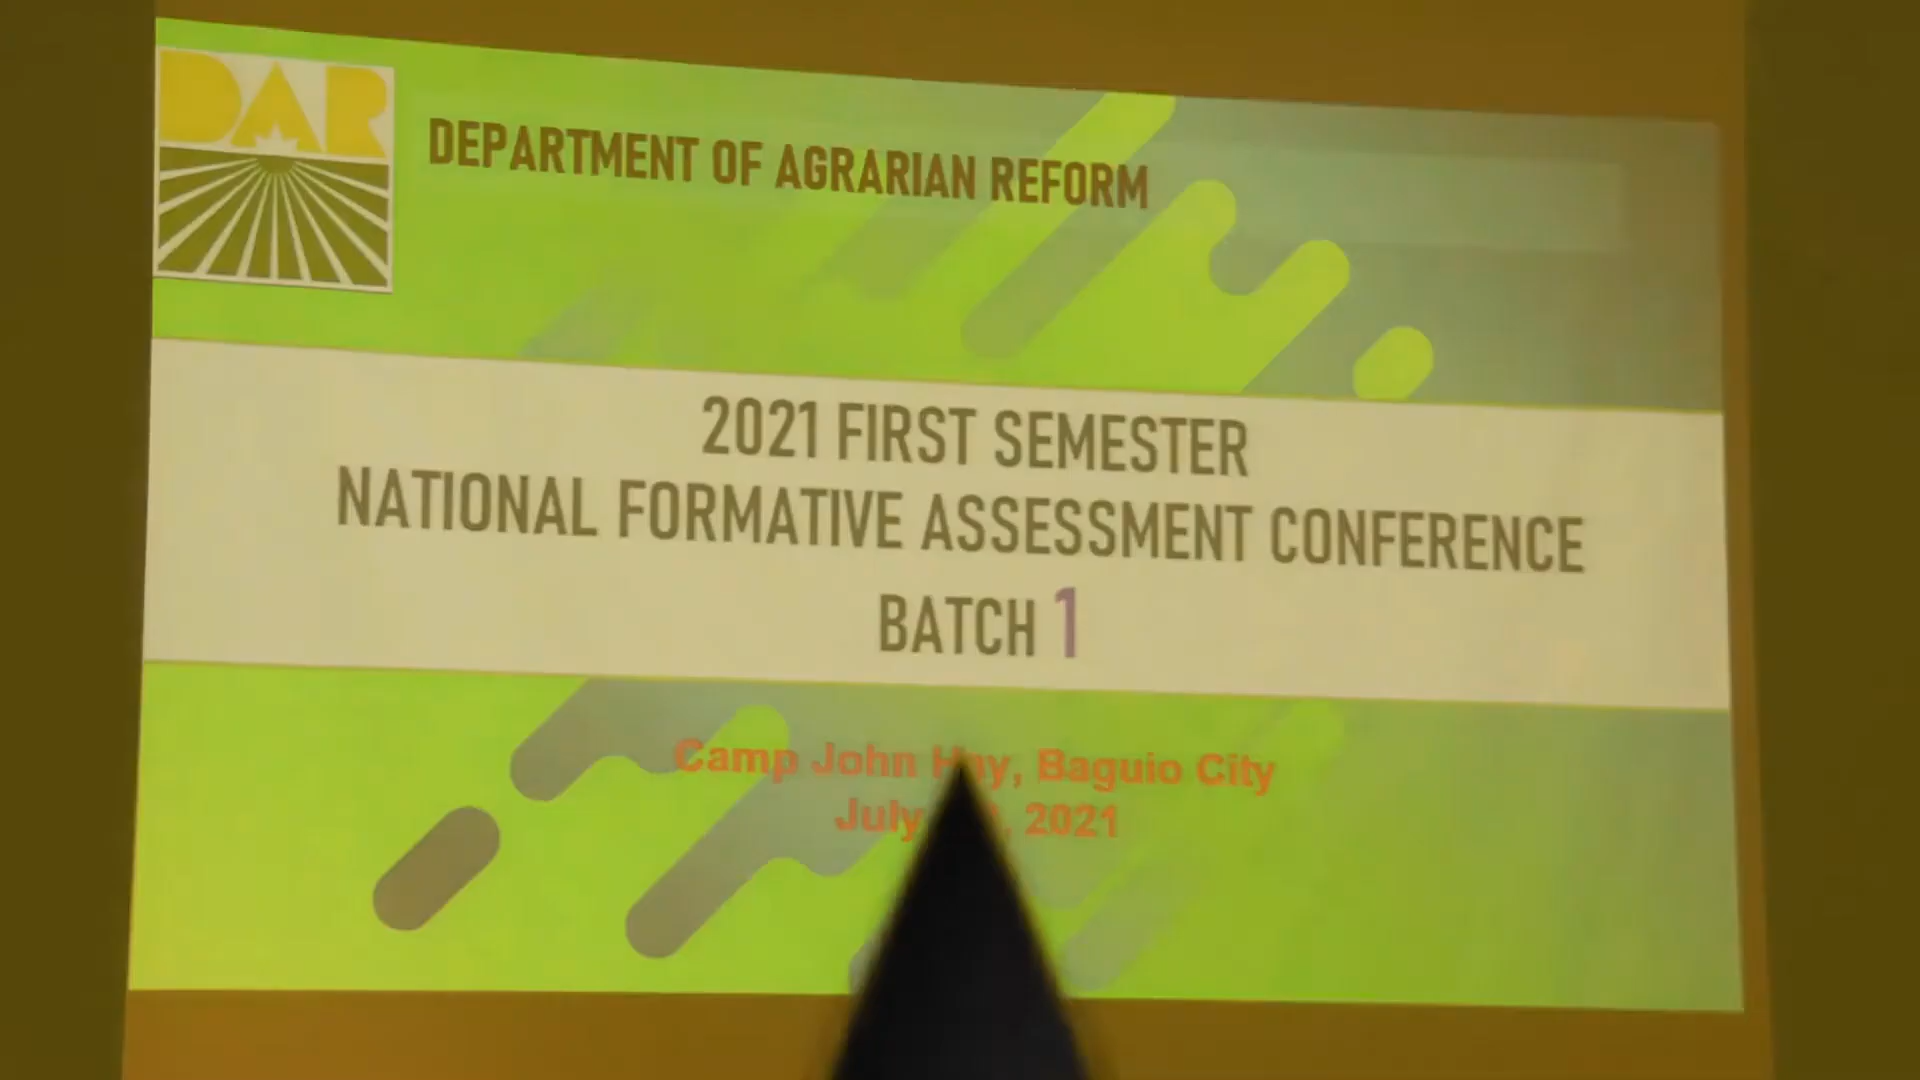 DAR
DEPARTMENT OF AGRARIAN REFORM
2021 FIRST SEMESTER
NATIONAL FORMATIVE ASSESSMENT CONFERENCE
BATCH 1
Camp John Hay, Baguio City
July , 2021